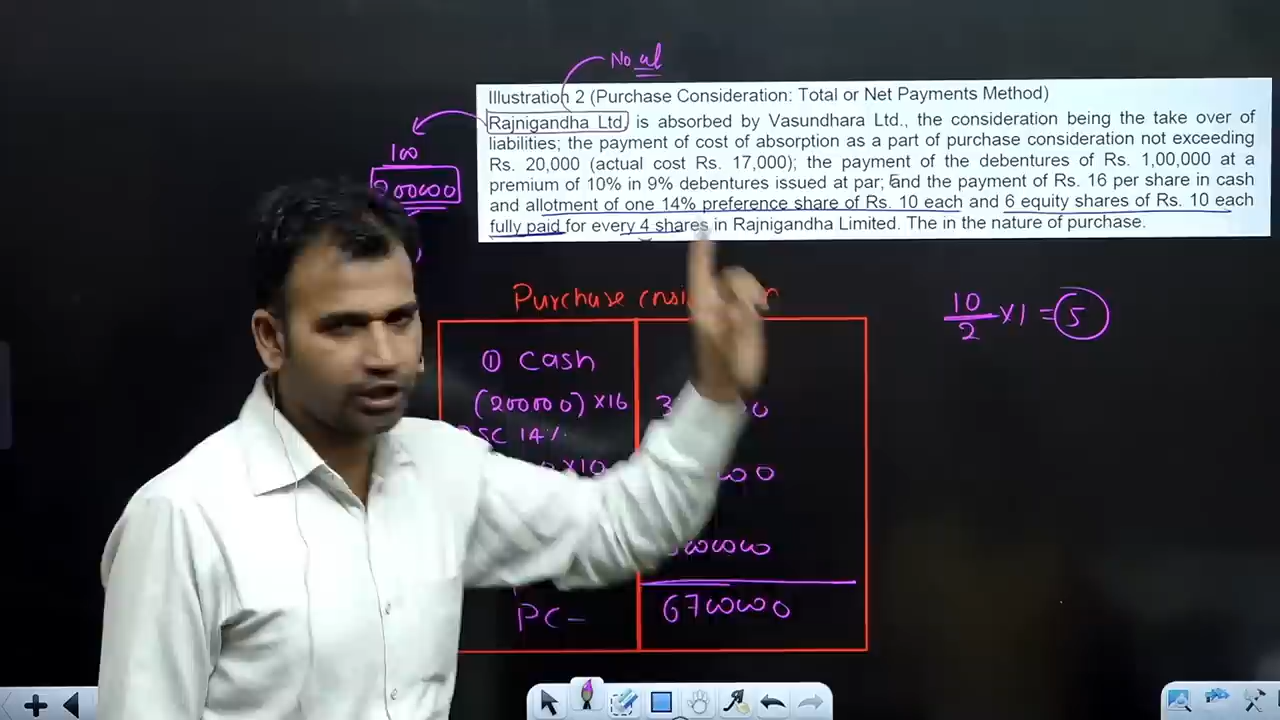 No al
Illustration 2 (Purchase Consideration: Total or Net Payments Method)
Rajnigandha Ltd. is absorbed by Vasundhara Ltd., the consideration being the take over of
liabilities; the payment of cost of absorption as a part of purchase consideration not exceeding
Rs. 20,000 (actual cost Rs. 17,000); the payment of the debentures of Rs. 1,00,000 at a
premium of 10% in 9% debentures issued at par; and the payment of Rs. 16 per share in cash
and allotment of one 14% preference share of Rs. 10 each and 6 equity shares of Rs. 10 each
fully paid for every 4 shares in Rajnigandha Limited. The in the nature of purchase.
100
200000
Purchase
① Cash
(200000) ×16
14%
×10
PC- 6700000
10/2 ×1 = 5